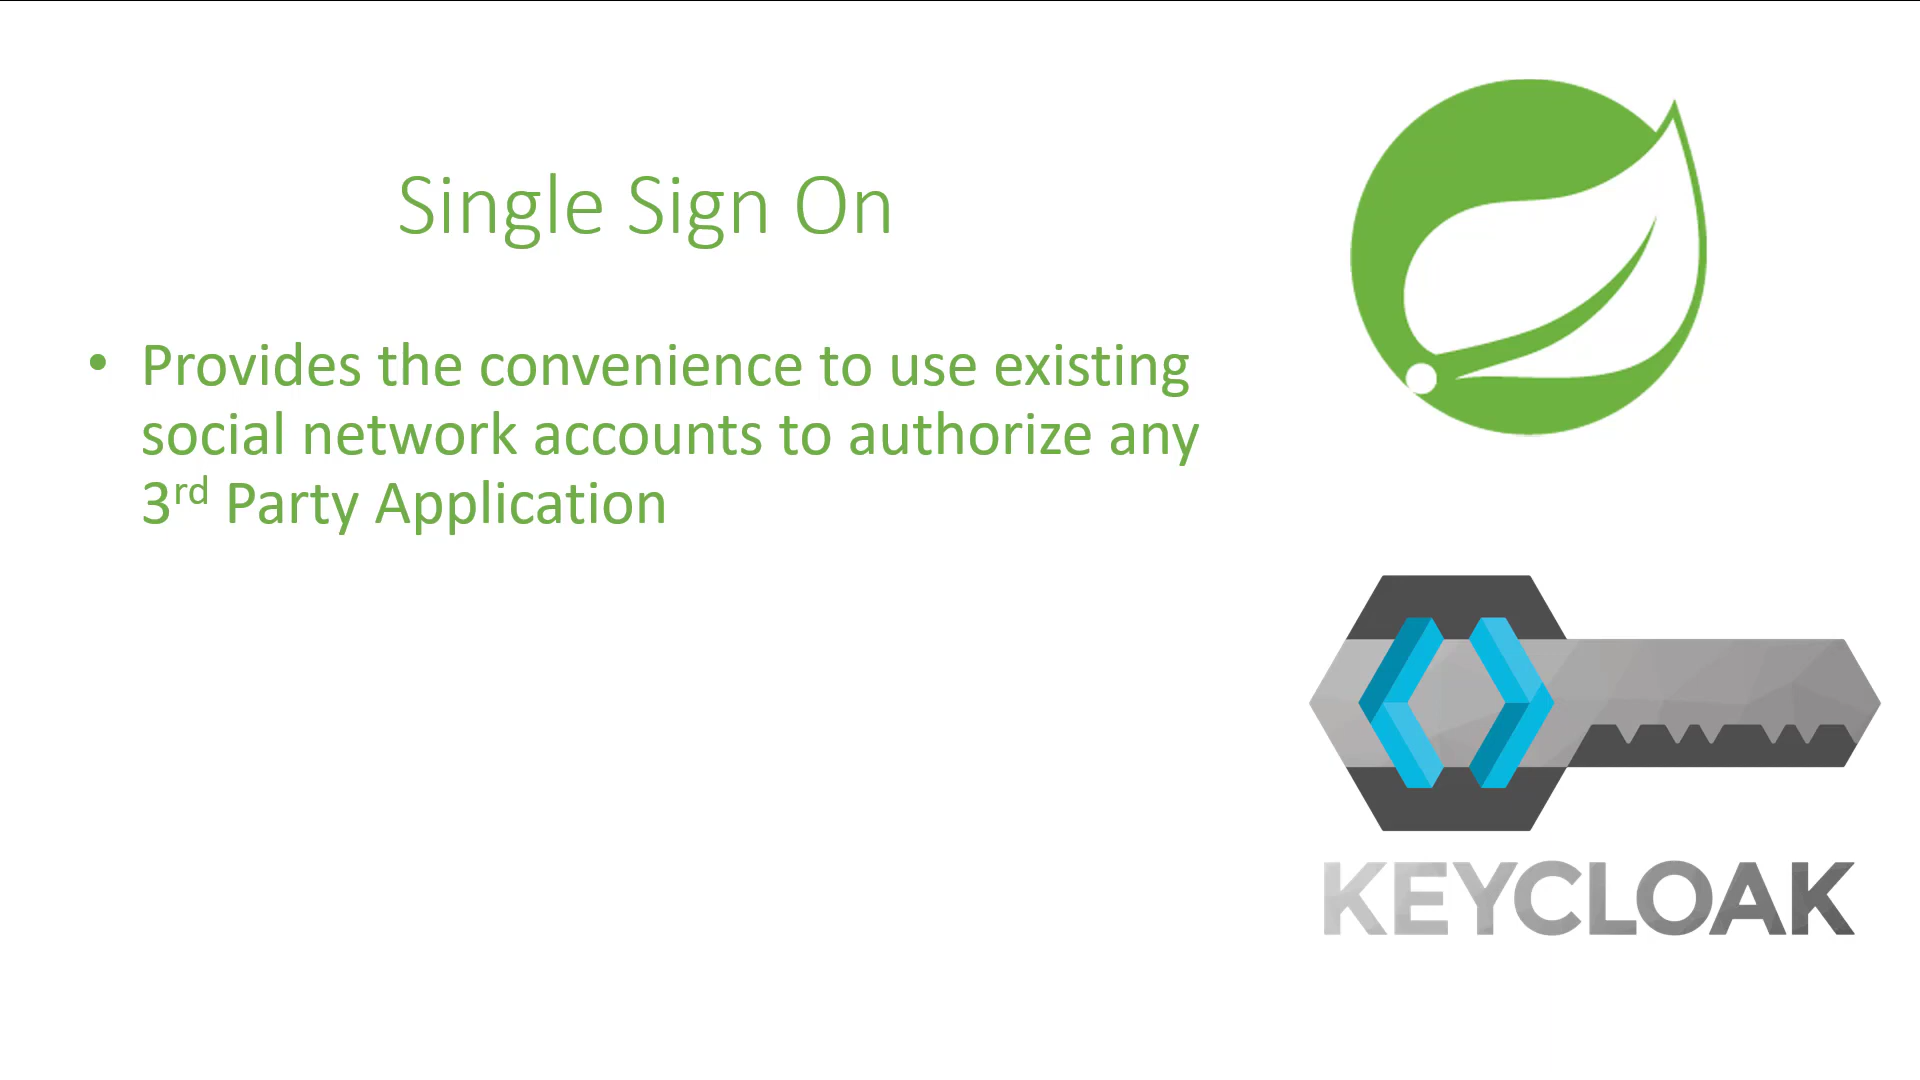 Single Sign On
• Provides the convenience to use existing
social network accounts to authorize any
3rd Party Application
KEYCLOAK